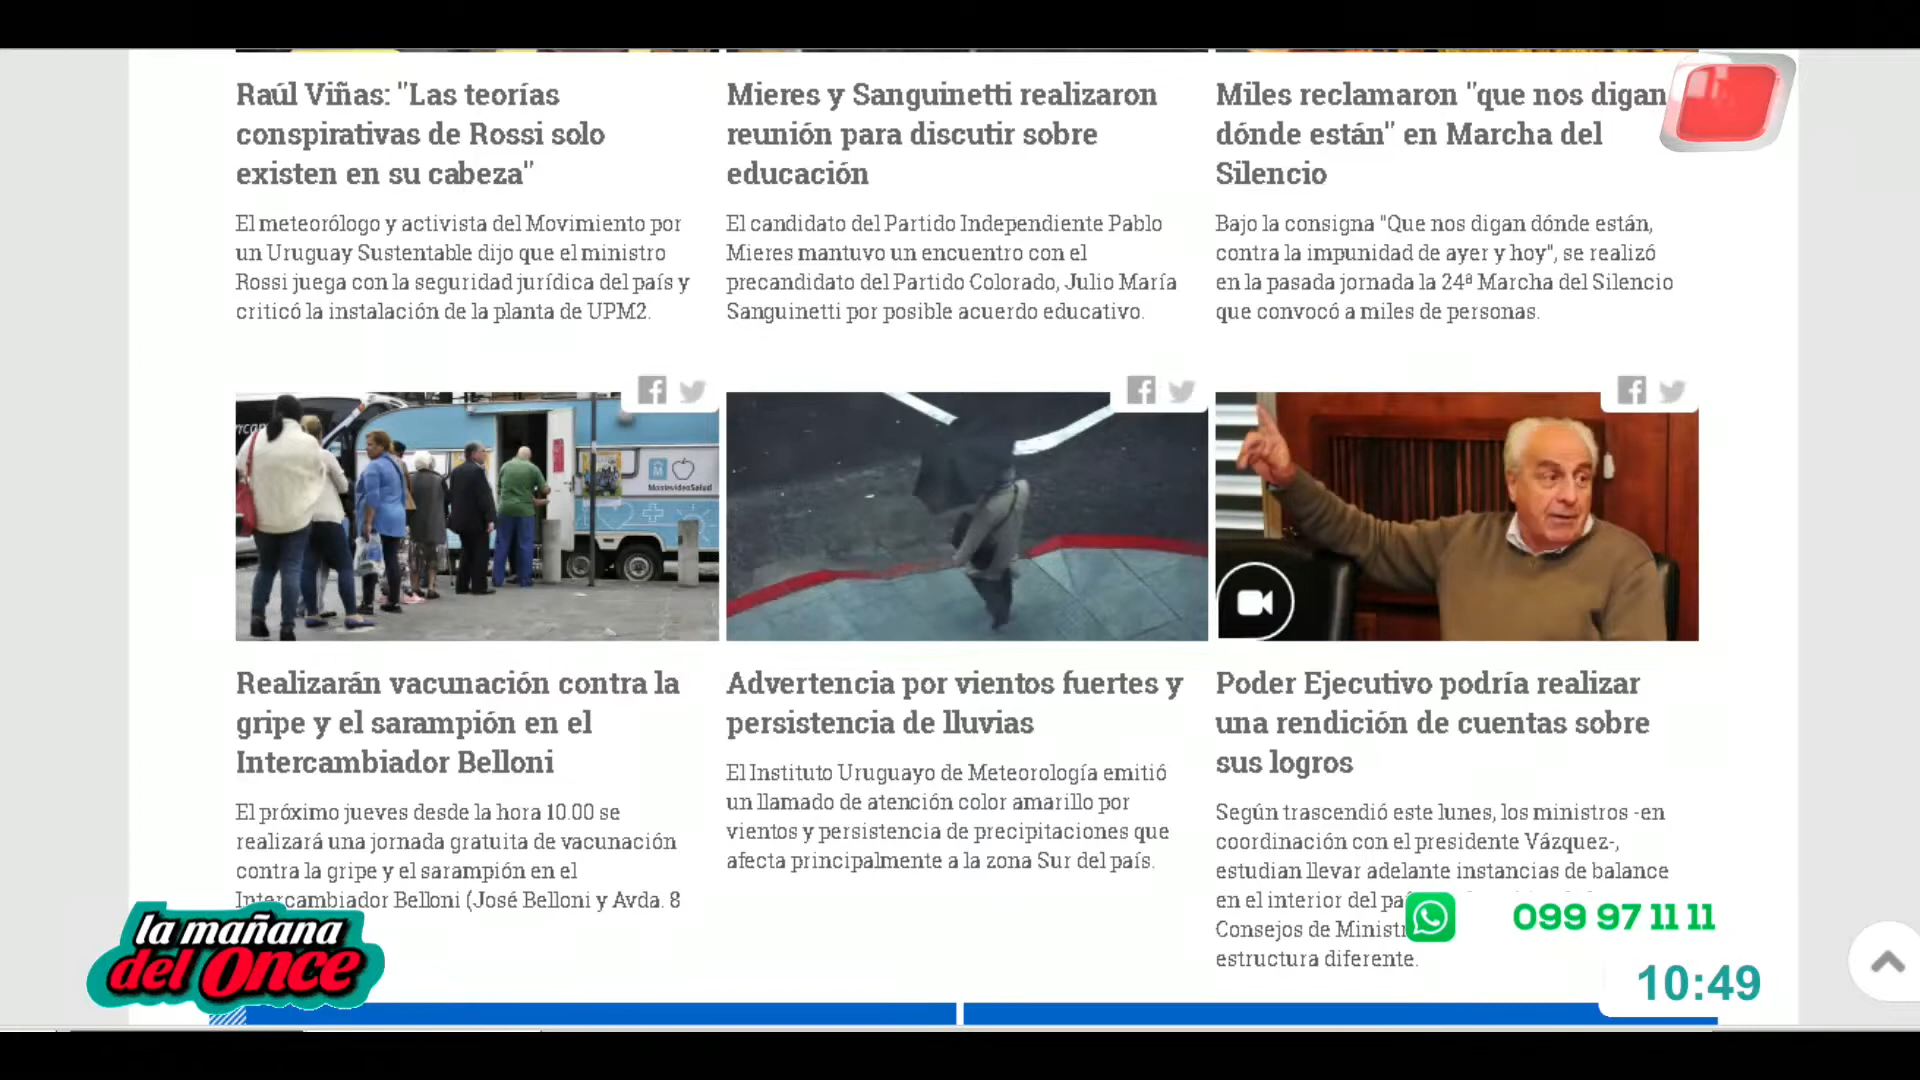 Raúl Viñas: "Las teorías
conspirativas de Rossi solo
existen en su cabeza"
El meteorólogo y activista del Movimiento por
un Uruguay Sustentable dijo que el ministro
Rossi juega con la seguridad jurídica del país y
criticó la instalación de la planta de UPM2.
Mieres y Sanguinetti realizaron
reunión para discutir sobre
educación
El candidato del Partido Independiente Pablo
Mieres mantuvo un encuentro con el
precandidato del Partido Colorado, Julio María
Sanguinetti por posible acuerdo educativo.
Miles reclamaron "que nos digan
dónde están" en Marcha del
Silencio
Bajo la consigna "Que nos digan dónde están,
contra la impunidad de ayer y hoy", se realizó
en la pasada jornada la 24ª Marcha del Silencio
que convocó a miles de personas.
MontevideoSalud
Realizarán vacunación contra la
gripe y el sarampión en el
Intercambiador Belloni
El próximo jueves desde la hora 10.00 se
realizará una jornada gratuita de vacunación
contra la gripe y el sarampión en el
Intercambiador Belloni (José Belloni y Avda. 8
Advertencia por vientos fuertes y
persistencia de lluvias
El Instituto Uruguayo de Meteorología emitió
un llamado de atención color amarillo por
vientos y persistencia de precipitaciones que
afecta principalmente a la zona Sur del país.
Poder Ejecutivo podría realizar
una rendición de cuentas sobre
sus logros
Según trascendió este lunes, los ministros -en
coordinación con el presidente Vázquez-,
estudian llevar adelante instancias de balance
en el interior del
Consejos de
estructura diferente.
la mañana
del Once
099 97 11 11
10:49